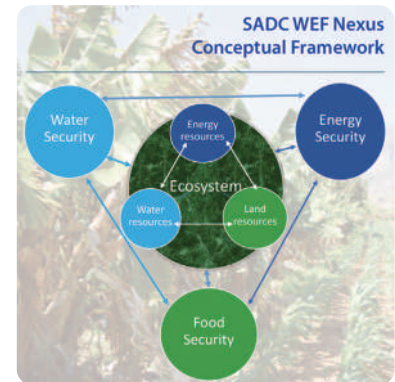 SADC WEF Nexus
Conceptual Framework
Water
Security
Energy
resources
Energy
Security
Ecosystem
Water
resources
Land
resources
Food
Security